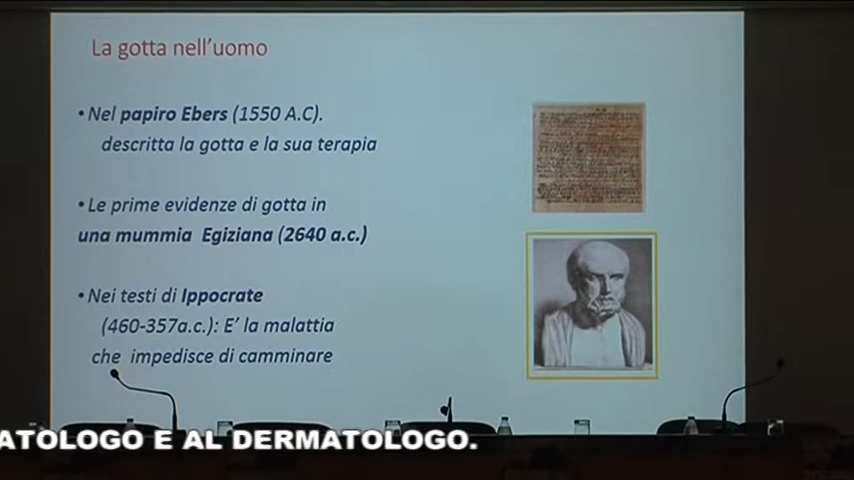 La gotta nell'uomo
• Nel papiro Ebers (1550 A.C).
descritta la gotta e la sua terapia
• Le prime evidenze di gotta in
una mummia Egiziana (2640 a.c.)
• Nei testi di Ippocrate
(460-357a.c.): E' la malattia
che impedisce di camminare
ATOLOGO E AL DERMATOLOGO.